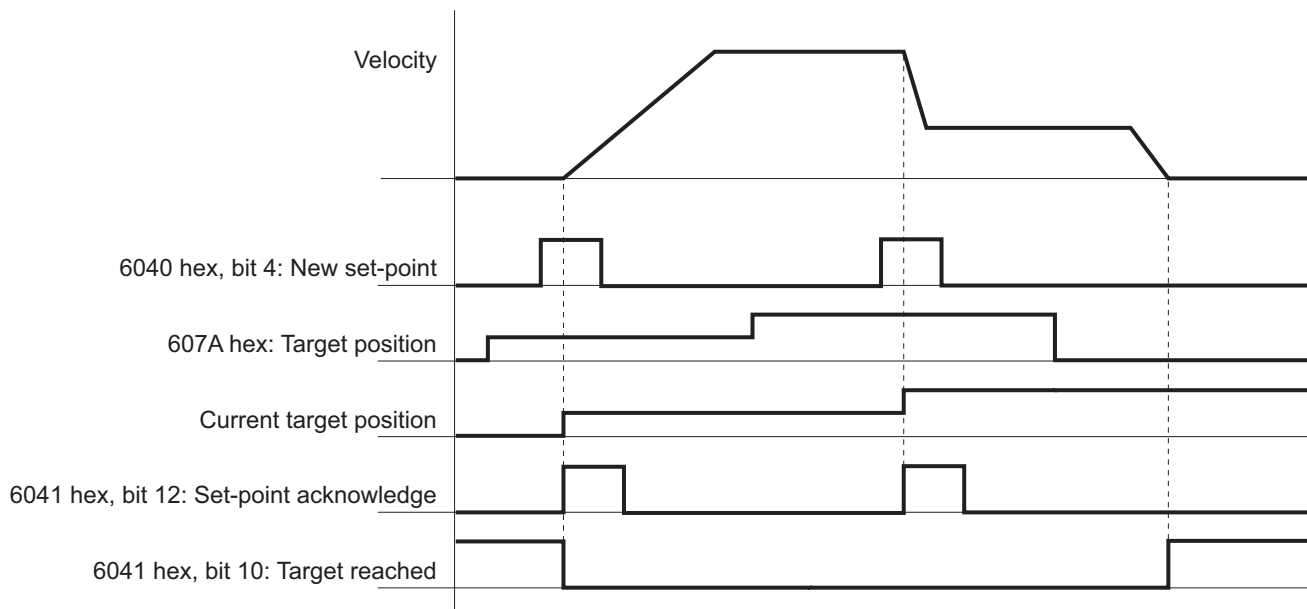 Velocity
6040 hex, bit 4: New set-point
607A hex: Target position
Current target position
6041 hex, bit 12: Set-point acknowledge
6041 hex, bit 10: Target reached